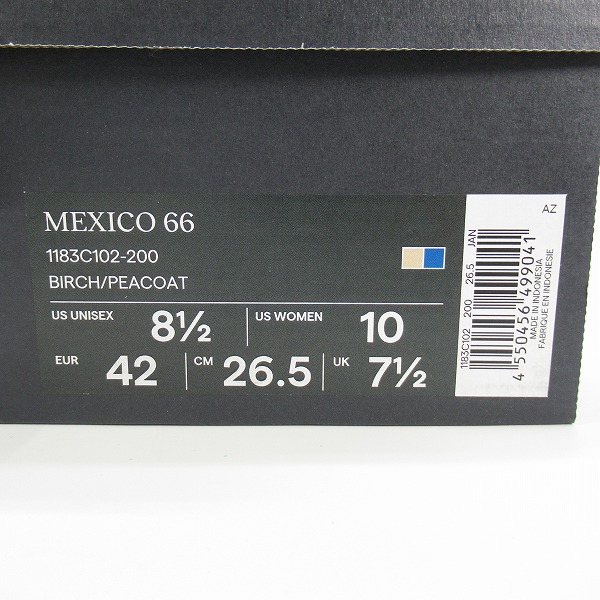 MEXICO 66
1183C102-200
BIRCH/PEACOAT
US UNISEX 8½ US WOMEN 10
EUR 42 CM 26.5 UK 7½
1183C102 200 26.5 JAN
4 550456 499041
MADE IN INDONESIA
FABRIQUE EN INDONESIE
AZ